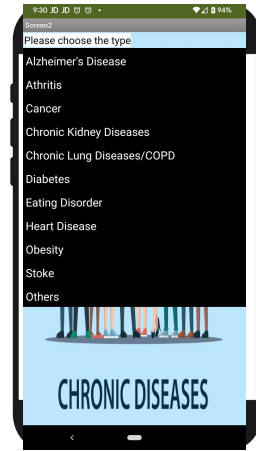 9:30 JD JD
94%
Screen2
Please choose the type
Alzheimer's Disease
Athritis
Cancer
Chronic Kidney Diseases
Chronic Lung Diseases/COPD
Diabetes
Eating Disorder
Heart Disease
Obesity
Stoke
Others
CHRONIC DISEASES